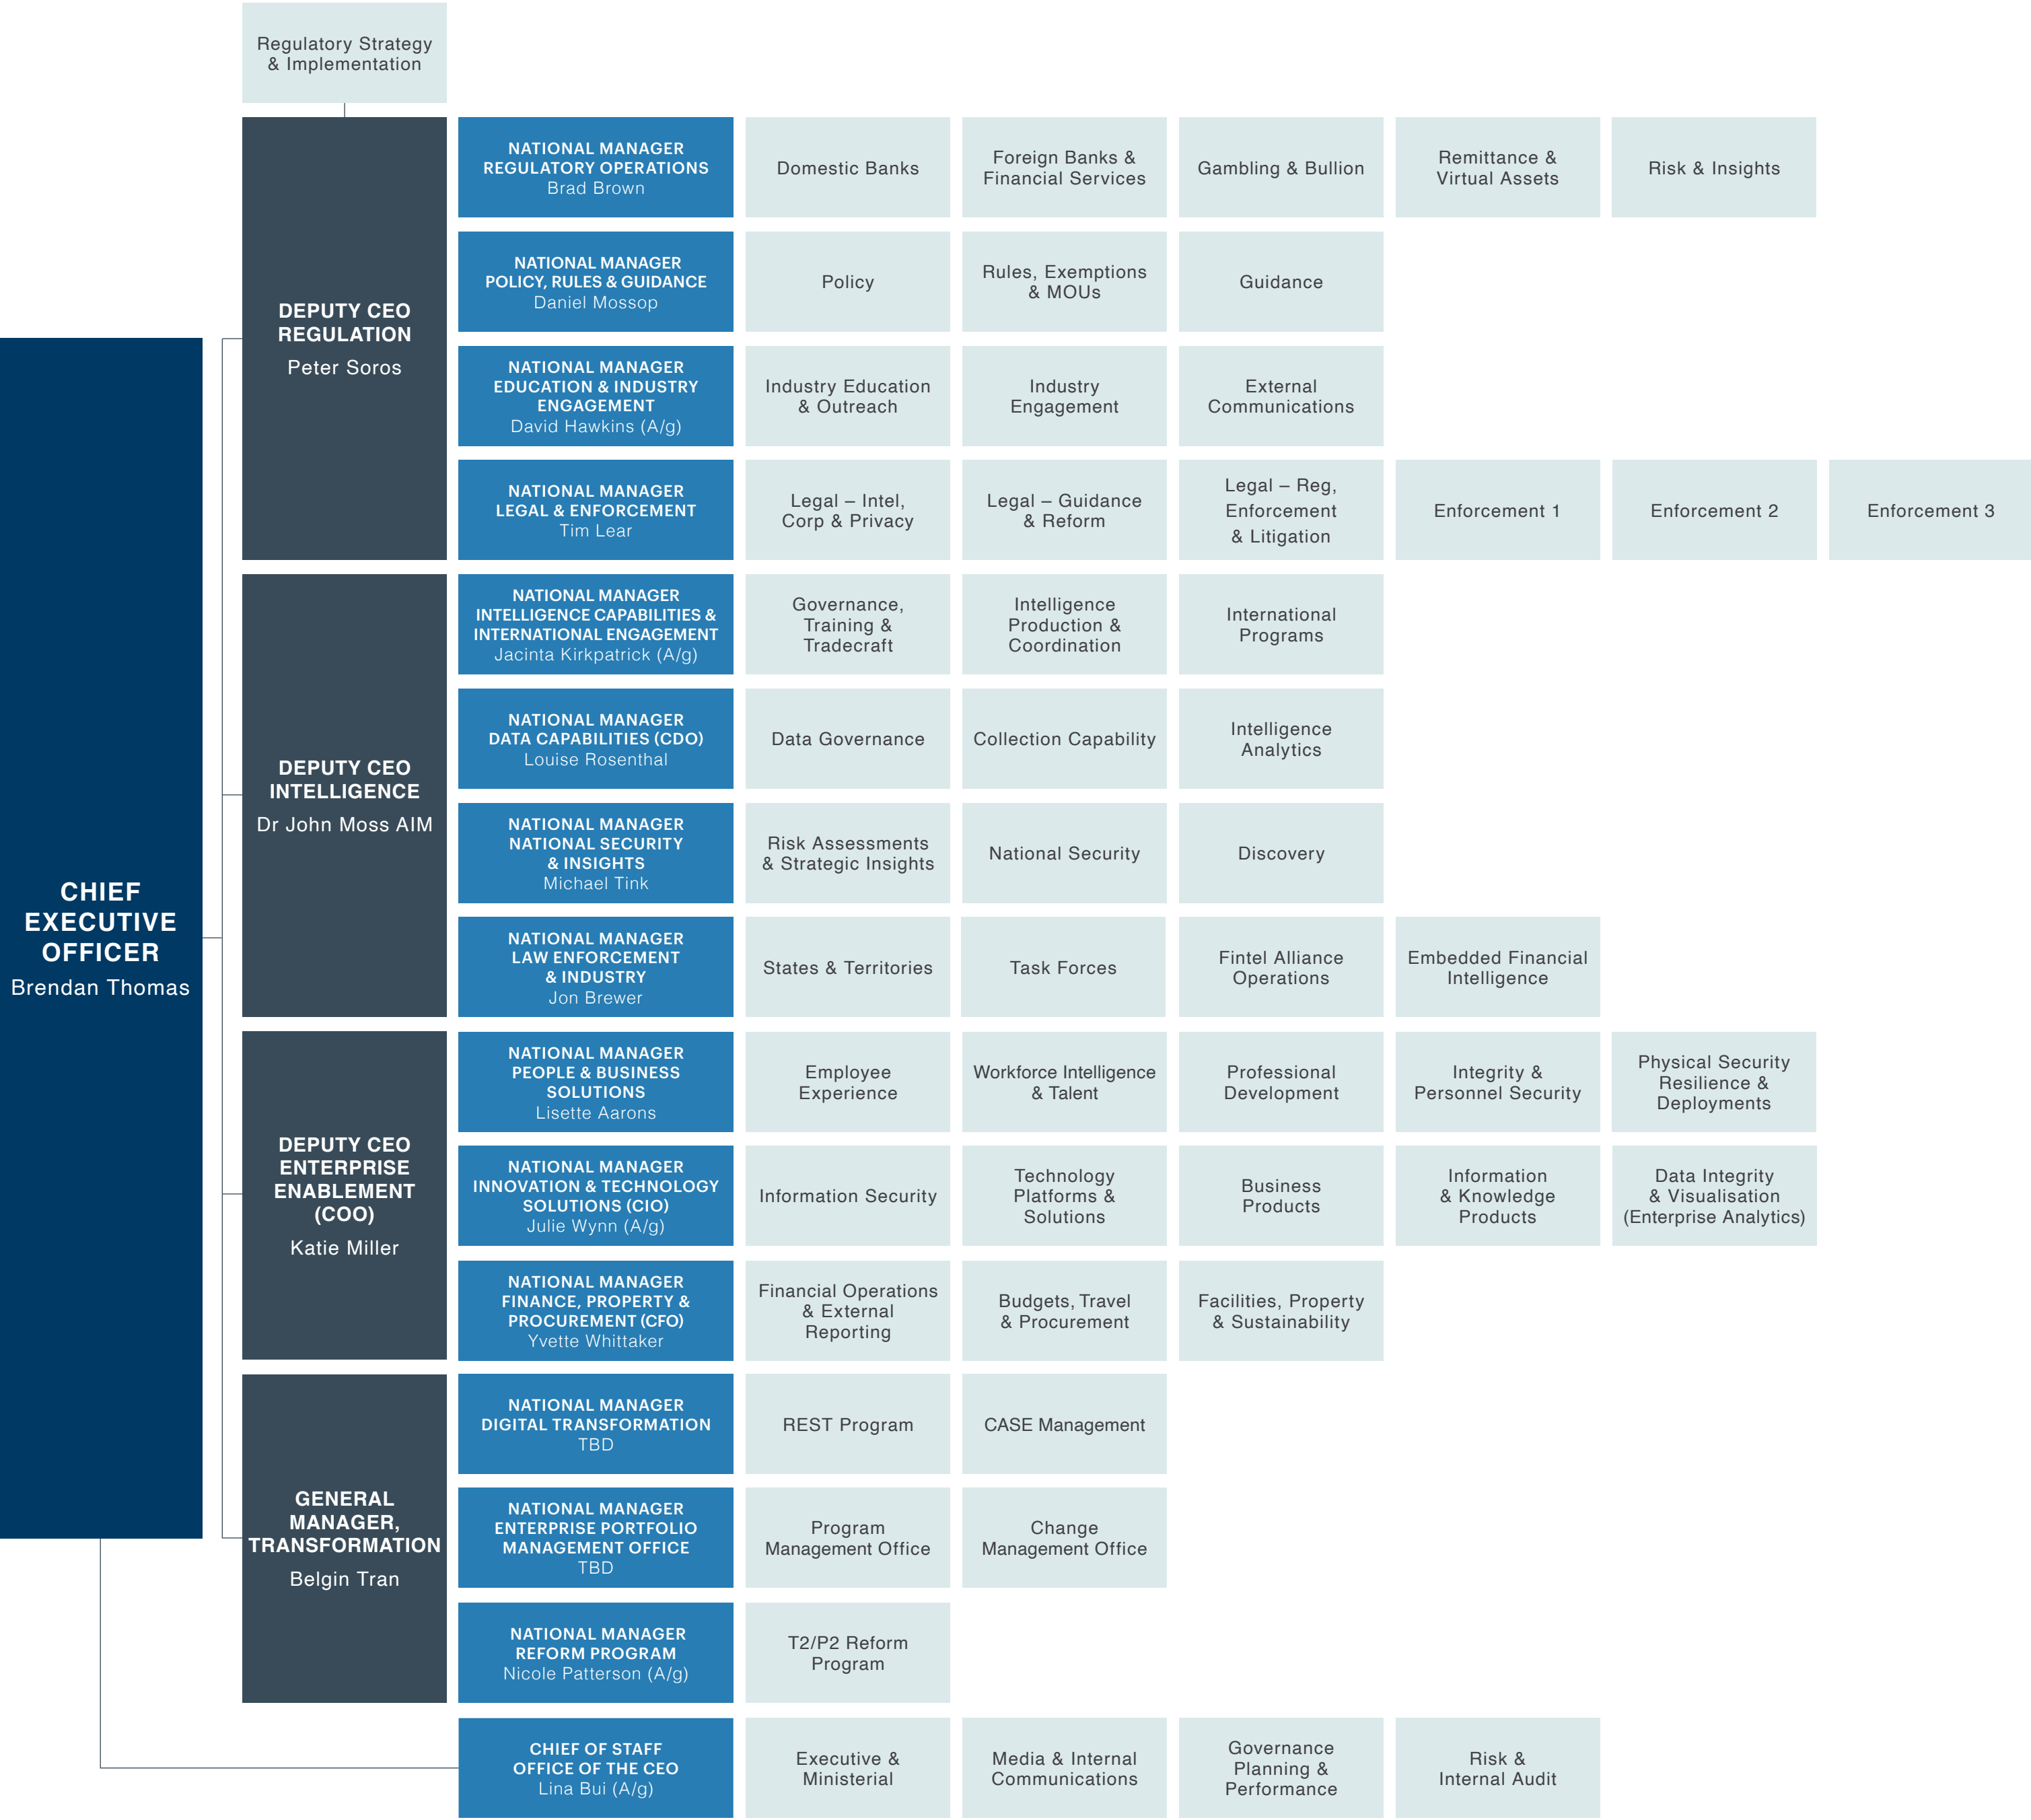 Regulatory Strategy
& Implementation
CHIEF
EXECUTIVE
OFFICER
Brendan Thomas
DEPUTY CEO
REGULATION
Peter Soros
NATIONAL MANAGER
REGULATORY OPERATIONS
Brad Brown
Domestic Banks
Foreign Banks &
Financial Services
Gambling & Bullion
Remittance &
Virtual Assets
Risk & Insights
NATIONAL MANAGER
POLICY, RULES & GUIDANCE
Daniel Mossop
Policy
Rules, Exemptions
& MOUs
Guidance
NATIONAL MANAGER
EDUCATION & INDUSTRY
ENGAGEMENT
David Hawkins (A/g)
Industry Education
& Outreach
Industry
Engagement
External
Communications
NATIONAL MANAGER
LEGAL & ENFORCEMENT
Tim Lear
Legal – Intel,
Corp & Privacy
Legal – Guidance
& Reform
Legal – Reg,
Enforcement
& Litigation
Enforcement 1
Enforcement 2
Enforcement 3
DEPUTY CEO
INTELLIGENCE
Dr John Moss AIM
NATIONAL MANAGER
INTELLIGENCE CAPABILITIES &
INTERNATIONAL ENGAGEMENT
Jacinta Kirkpatrick (A/g)
Governance,
Training &
Tradecraft
Intelligence
Production &
Coordination
International
Programs
NATIONAL MANAGER
DATA CAPABILITIES (CDO)
Louise Rosenthal
Data Governance
Collection Capability
Intelligence
Analytics
NATIONAL MANAGER
NATIONAL SECURITY
& INSIGHTS
Michael Tink
Risk Assessments
& Strategic Insights
National Security
Discovery
NATIONAL MANAGER
LAW ENFORCEMENT
& INDUSTRY
Jon Brewer
States & Territories
Task Forces
Fintel Alliance
Operations
Embedded Financial
Intelligence
DEPUTY CEO
ENTERPRISE
ENABLEMENT
(COO)
Katie Miller
NATIONAL MANAGER
PEOPLE & BUSINESS
SOLUTIONS
Lisette Aarons
Employee
Experience
Workforce Intelligence
& Talent
Professional
Development
Integrity &
Personnel Security
Physical Security
Resilience &
Deployments
NATIONAL MANAGER
INNOVATION & TECHNOLOGY
SOLUTIONS (CIO)
Julie Wynn (A/g)
Information Security
Technology
Platforms &
Solutions
Business
Products
Information
& Knowledge
Products
Data Integrity
& Visualisation
(Enterprise Analytics)
NATIONAL MANAGER
FINANCE, PROPERTY &
PROCUREMENT (CFO)
Yvette Whittaker
Financial Operations
& External
Reporting
Budgets, Travel
& Procurement
Facilities, Property
& Sustainability
GENERAL
MANAGER,
TRANSFORMATION
Belgin Tran
NATIONAL MANAGER
DIGITAL TRANSFORMATION
TBD
REST Program
CASE Management
NATIONAL MANAGER
ENTERPRISE PORTFOLIO
MANAGEMENT OFFICE
TBD
Program
Management Office
Change
Management Office
NATIONAL MANAGER
REFORM PROGRAM
Nicole Patterson (A/g)
T2/P2 Reform
Program
CHIEF OF STAFF
OFFICE OF THE CEO
Lina Bui (A/g)
Executive &
Ministerial
Media & Internal
Communications
Governance
Planning &
Performance
Risk &
Internal Audit